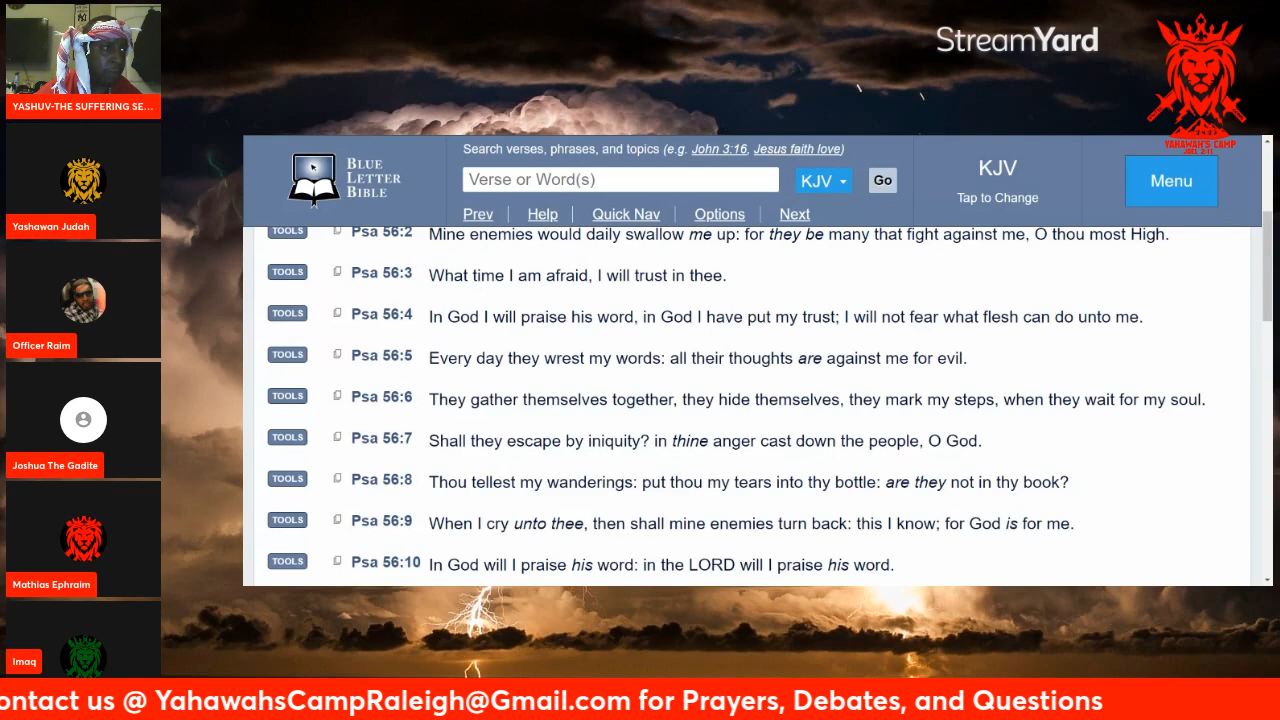 YASHUV-THE SUFFERING SE...
Yashawan Judah
Officer Raim
Joshua The Gadite
Mathias Ephraim
Imaq
StreamYard
YAHAWAH'S CAMP
JOEL 2:11
BLUE
LETTER
BIBLE
Search verses, phrases, and topics (e.g. John 3:16, Jesus faith love)
Verse or Word(s)
KJV
Go
Prev
Help
Quick Nav
Options
Next
KJV
Tap to Change
Menu
TOOLS Psa 56:2 Mine enemies would daily swallow me up: for they be many that fight against me, O thou most High.
TOOLS Psa 56:3 What time I am afraid, I will trust in thee.
TOOLS Psa 56:4 In God I will praise his word, in God I have put my trust; I will not fear what flesh can do unto me.
TOOLS Psa 56:5 Every day they wrest my words: all their thoughts are against me for evil.
TOOLS Psa 56:6 They gather themselves together, they hide themselves, they mark my steps, when they wait for my soul.
TOOLS Psa 56:7 Shall they escape by iniquity? in thine anger cast down the people, O God.
TOOLS Psa 56:8 Thou tellest my wanderings: put thou my tears into thy bottle: are they not in thy book?
TOOLS Psa 56:9 When I cry unto thee, then shall mine enemies turn back: this I know; for God is for me.
TOOLS Psa 56:10 In God will I praise his word: in the LORD will I praise his word.
ontact us @ YahawahsCampRaleigh@Gmail.com for Prayers, Debates, and Questions